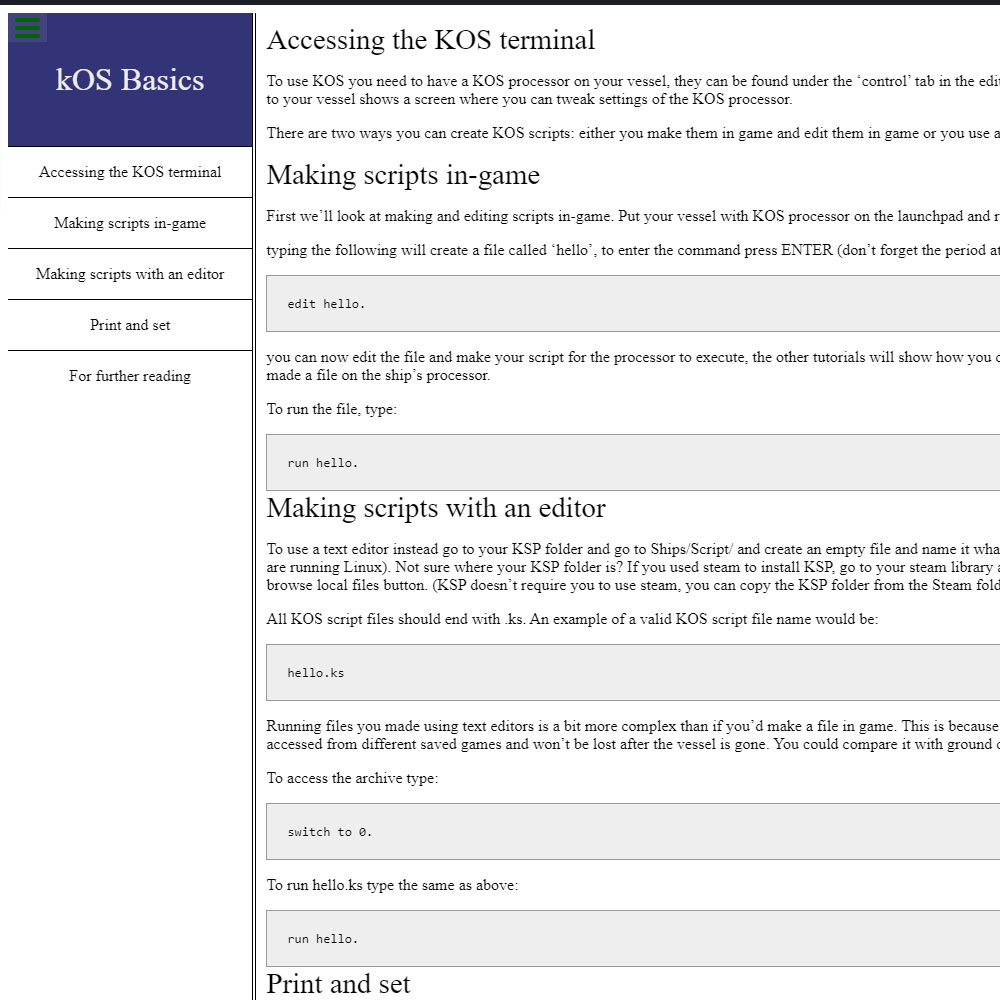 kOS Basics
Accessing the KOS terminal
Making scripts in-game
Making scripts with an editor
Print and set
For further reading
Accessing the KOS terminal
To use KOS you need to have a KOS processor on your vessel, they can be found under the ‘control’ tab in the
to your vessel shows a screen where you can tweak settings of the KOS processor.
There are two ways you can create KOS scripts: either you make them in game and edit them in game or you use a
Making scripts in-game
First we’ll look at making and editing scripts in-game. Put your vessel with KOS processor on the launchpad and
typing the following will create a file called ‘hello’, to enter the command press ENTER (don’t forget the period at
edit hello.
you can now edit the file and make your script for the processor to execute, the other tutorials will show how you
made a file on the ship’s processor.
To run the file, type:
run hello.
Making scripts with an editor
To use a text editor instead go to your KSP folder and go to Ships/Script/ and create an empty file and name it
are running Linux). Not sure where your KSP folder is? If you used steam to install KSP, go to your steam library
browse local files button. (KSP doesn’t require you to use steam, you can copy the KSP folder from the Steam
All KOS script files should end with .ks. An example of a valid KOS script file name would be:
hello.ks
Running files you made using text editors is a bit more complex than if you’d make a file in game. This is because
accessed from different saved games and won’t be lost after the vessel is gone. You could compare it with ground
To access the archive type:
switch to 0.
To run hello.ks type the same as above:
run hello.
Print and set